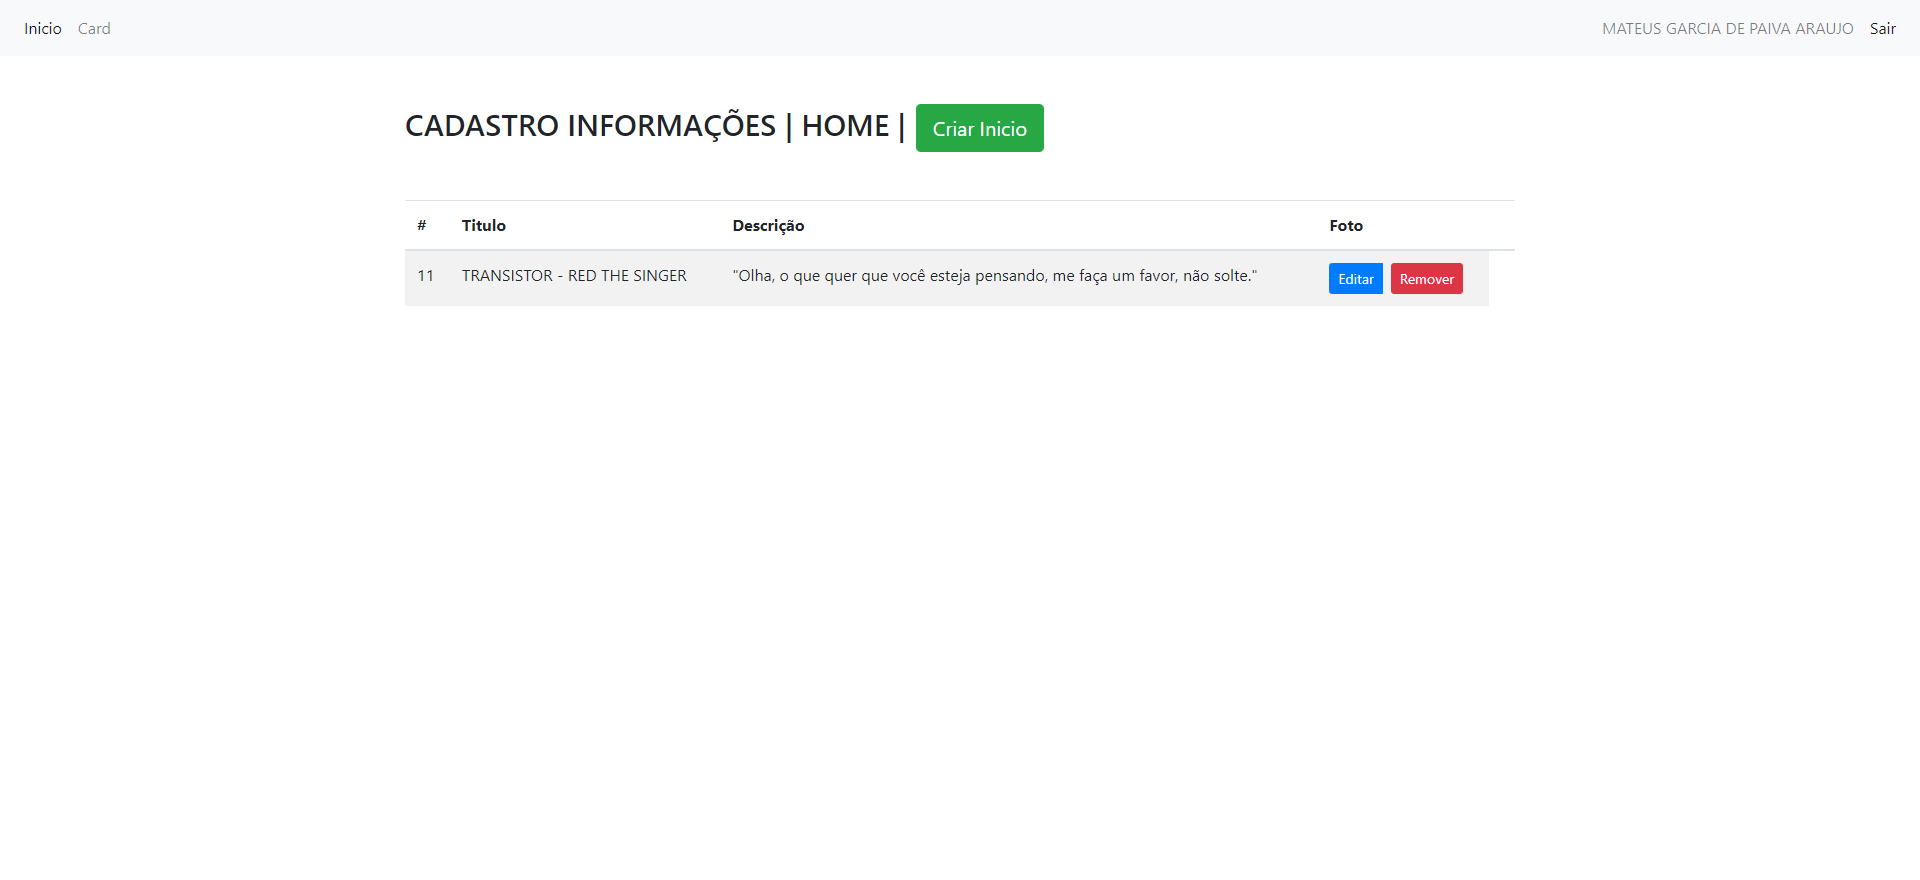 Inicio Card MATEUS GARCIA DE PAIVA ARAUJO Sair
CADASTRO INFORMAÇÕES | HOME | Criar Inicio
# Titulo Descrição Foto
11 TRANSISTOR - RED THE SINGER "Olha, o que quer que você esteja pensando, me faça um favor, não solte." Editar Remover